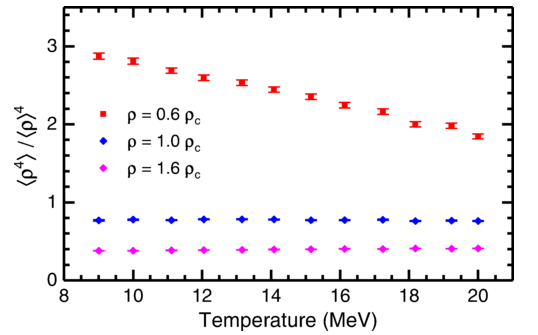 3
2
1
0
⟨ρ⁴⟩ / ⟨ρ⟩⁴
ρ = 0.6 ρc
ρ = 1.0 ρc
ρ = 1.6 ρc
8 10 12 14 16 18 20
Temperature (MeV)